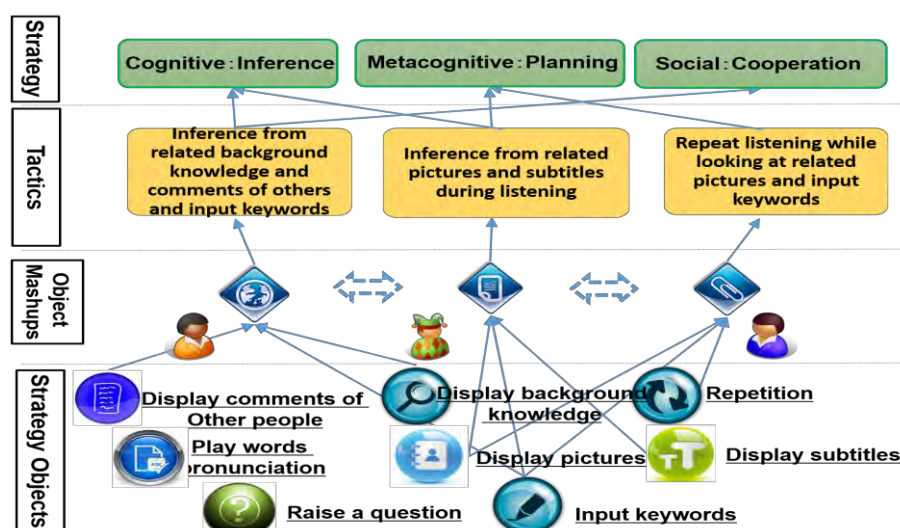 Strategy
Cognitive：Inference
Metacognitive：Planning
Social：Cooperation
Tactics
Inference from
related background
knowledge and
comments of others
and input keywords
Inference from related
pictures and subtitles
during listening
Repeat listening while
looking at related
pictures and input
keywords
Object
Mashups
Strategy Objects
Display comments of
Other people
Display background
knowledge
Repetition
Play words
pronunciation
Display pictures
Display subtitles
Raise a question
Input keywords